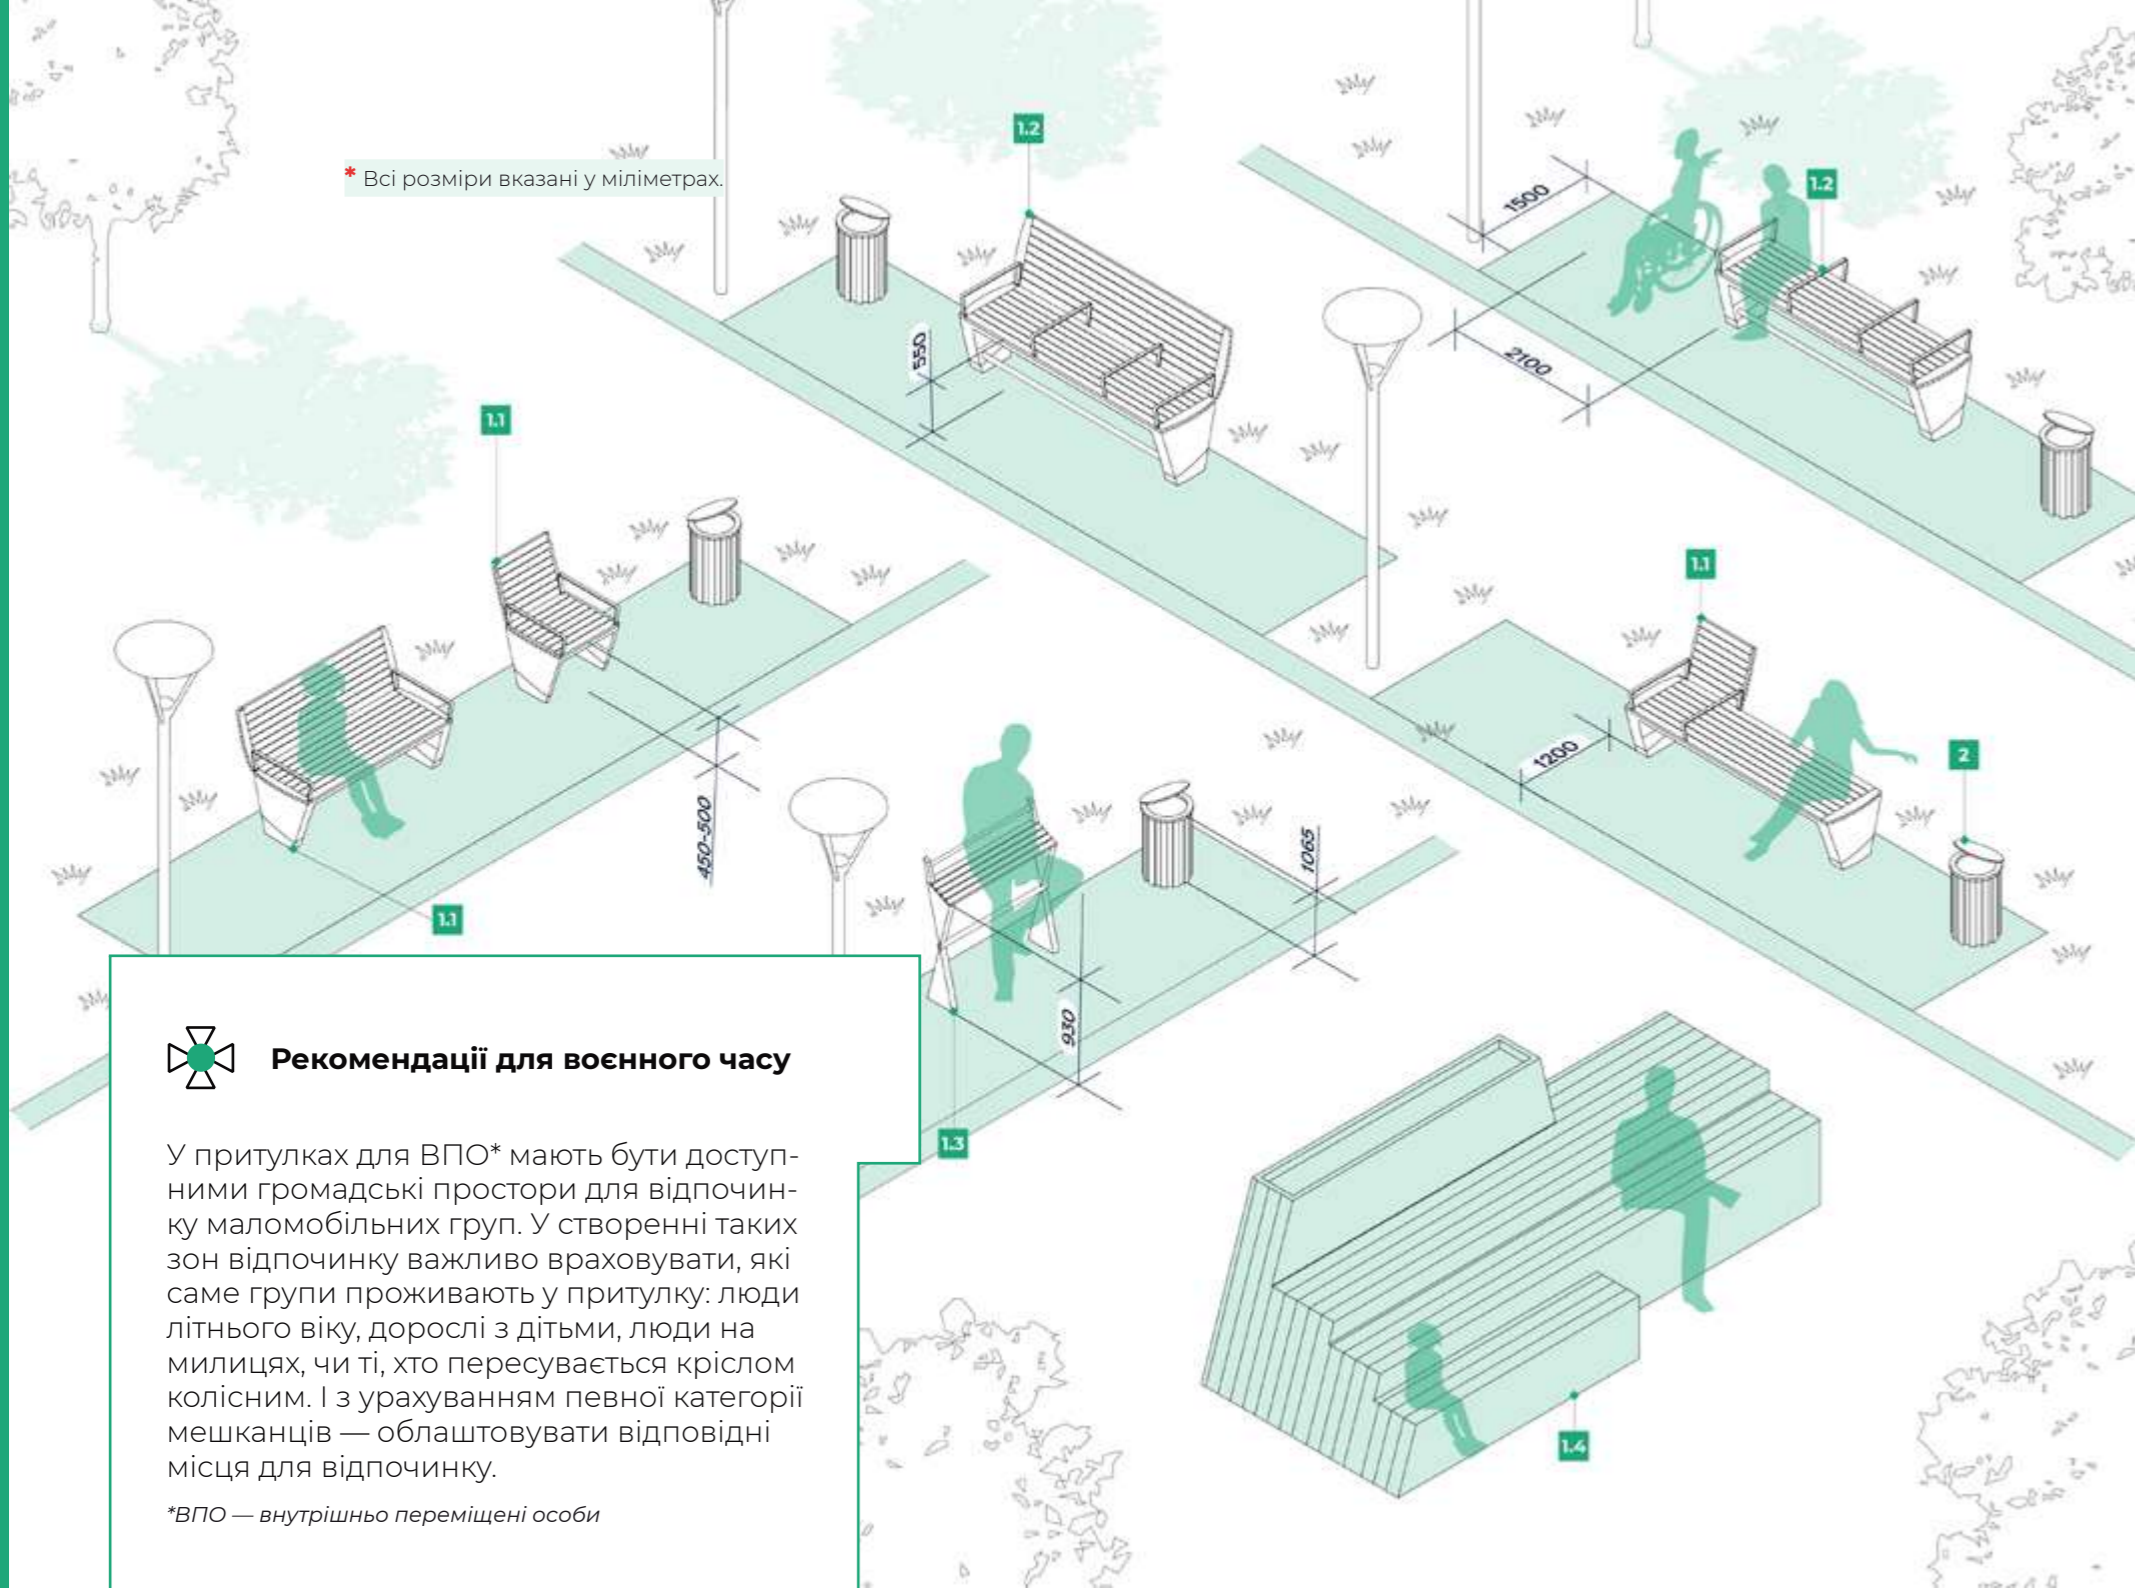 1.2
* Всі розміри вказані у міліметрах.
1.2
1500
550
2100
1.1
1.1
1200
2
450-500
1065
1.1
930
1.3
1.4
Рекомендації для воєнного часу
У притулках для ВПО* мають бути доступ-
ними громадські простори для відпочин-
ку маломобільних груп. У створенні таких
зон відпочинку важливо враховувати, які
саме групи проживають у притулку: люди
літнього віку, дорослі з дітьми, люди на
милицях, чи ті, хто пересувається кріслом
колісним. І з урахуванням певної категорії
мешканців — облаштовувати відповідні
місця для відпочинку.
*ВПО — внутрішньо переміщені особи